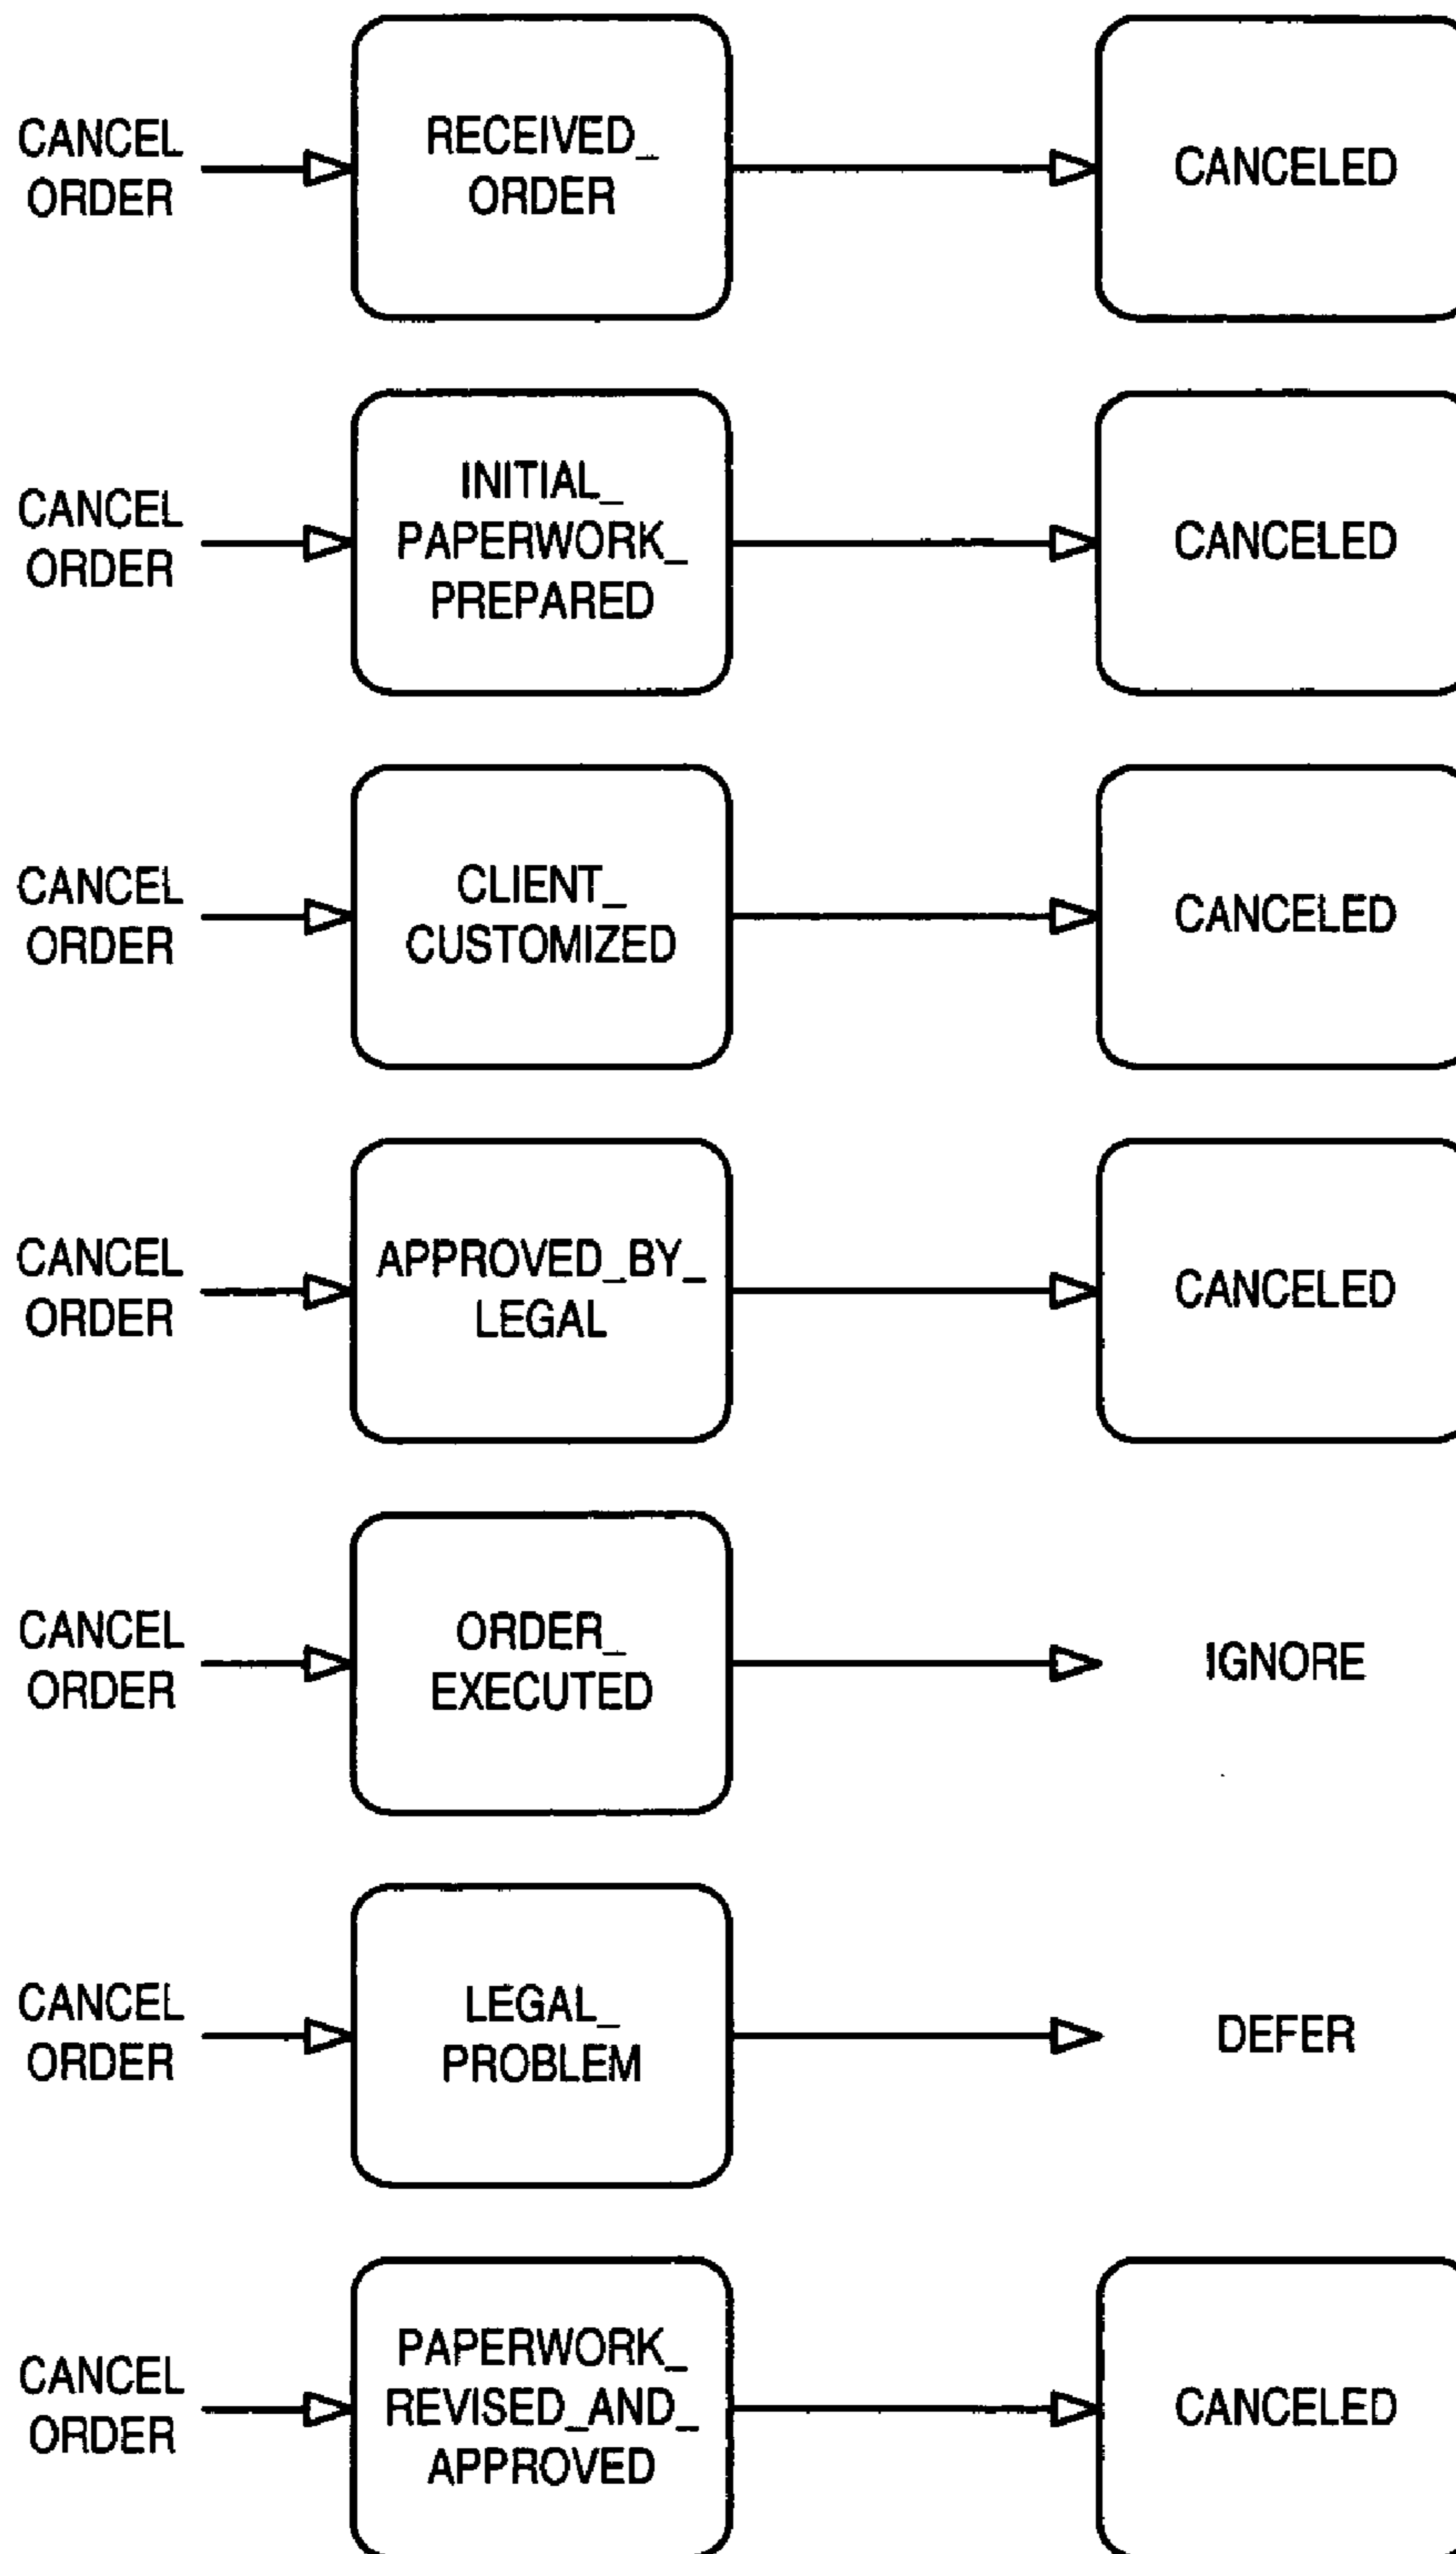 CANCEL
ORDER
RECEIVED_
ORDER
CANCELED
CANCEL
ORDER
INITIAL_
PAPERWORK_
PREPARED
CANCELED
CANCEL
ORDER
CLIENT_
CUSTOMIZED
CANCELED
CANCEL
ORDER
APPROVED_BY_
LEGAL
CANCELED
CANCEL
ORDER
ORDER_
EXECUTED
IGNORE
CANCEL
ORDER
LEGAL_
PROBLEM
DEFER
CANCEL
ORDER
PAPERWORK_
REVISED_AND_
APPROVED
CANCELED